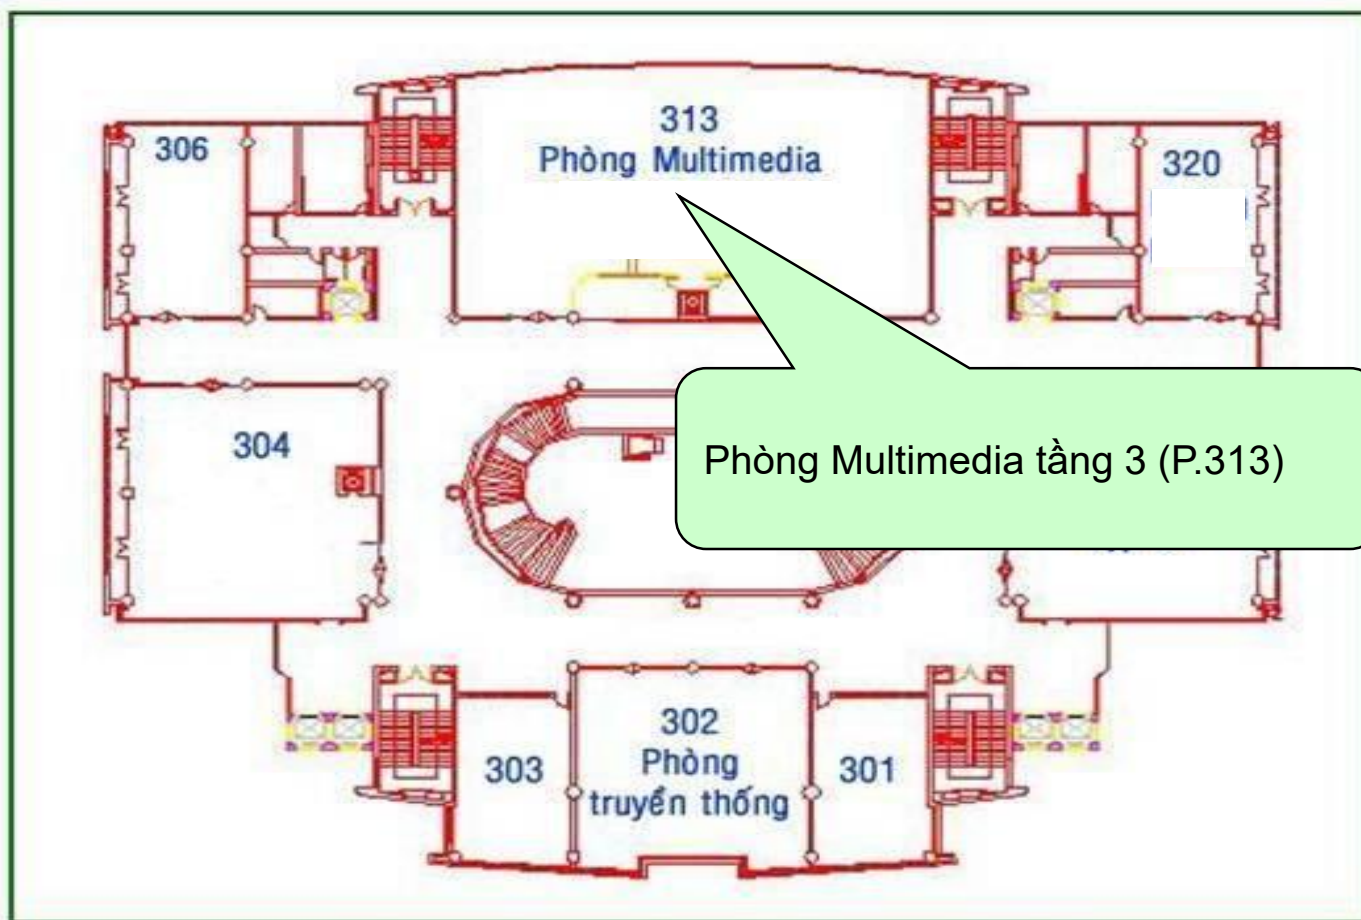 313
Phòng Multimedia
306
320
304
Phòng Multimedia tầng 3 (P.313)
302
Phòng
truyền thống
303
301